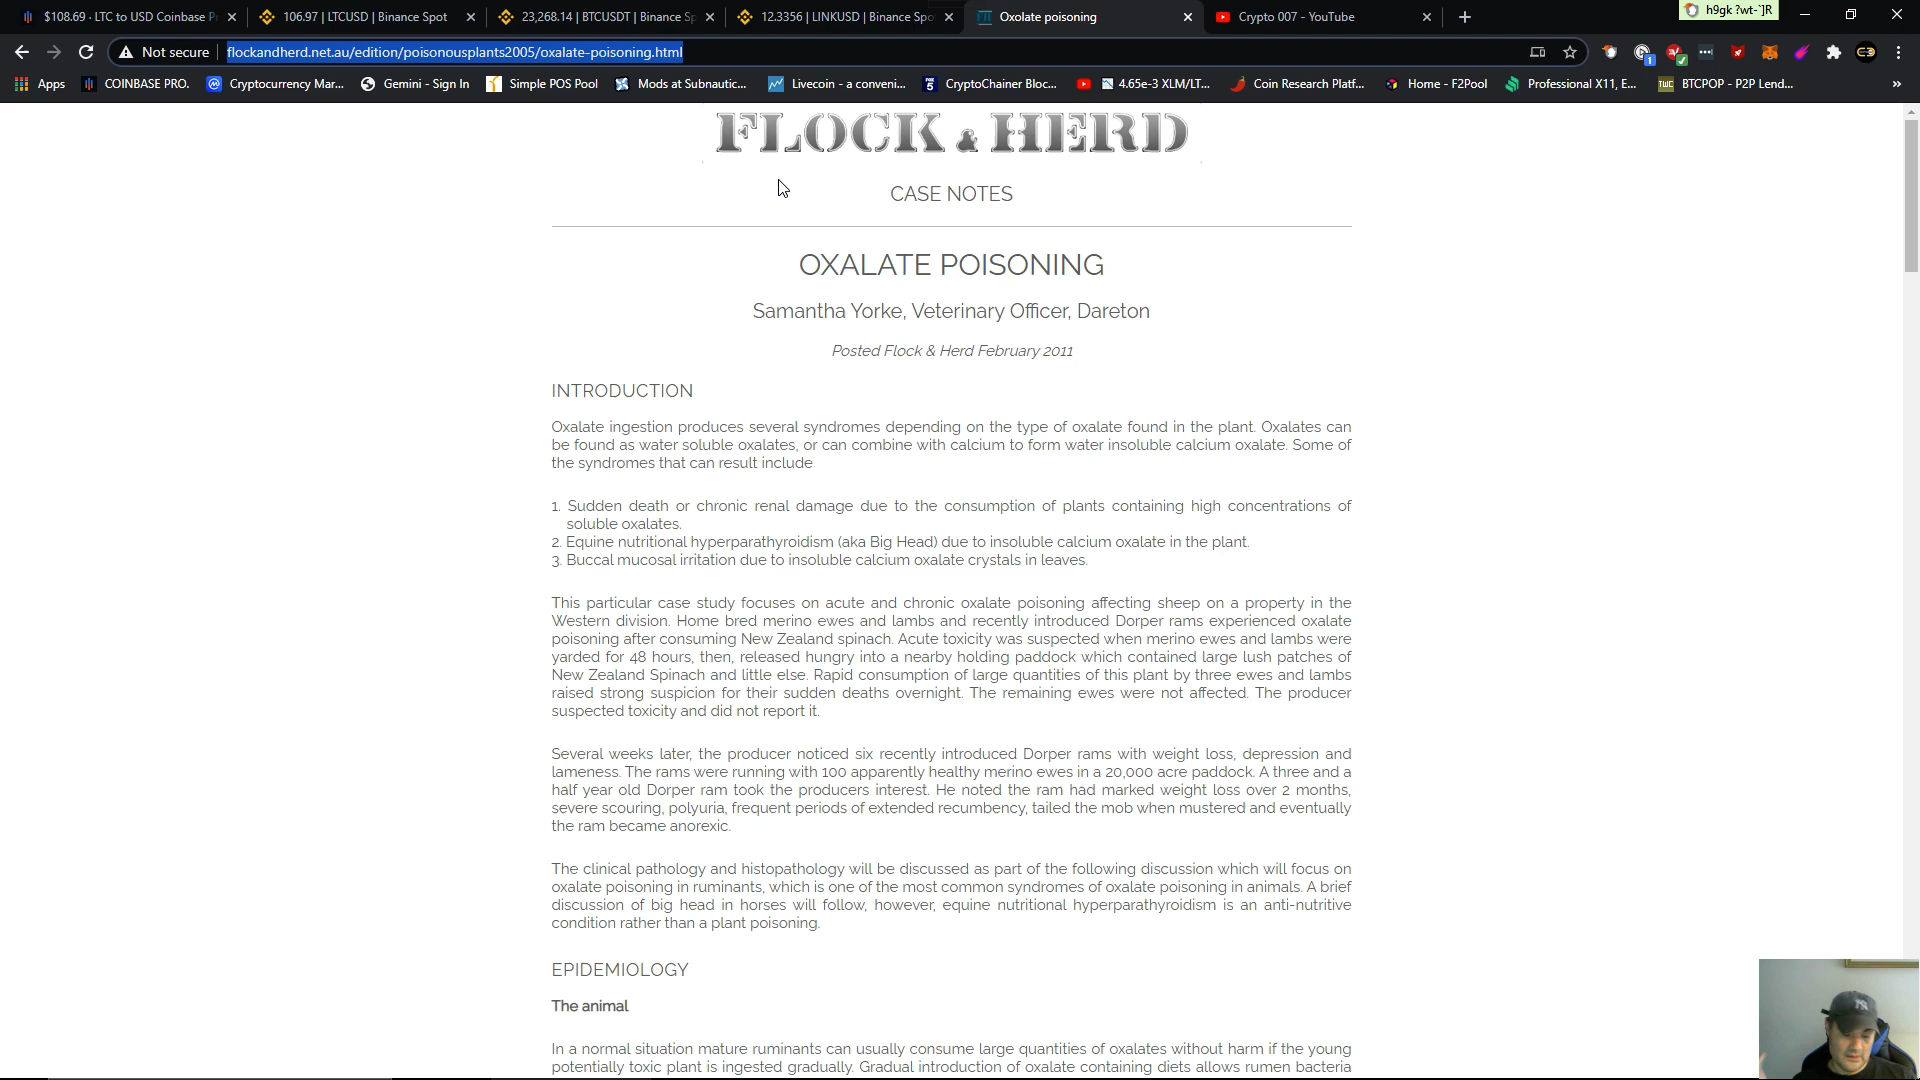 $108.69 · LTC to USD Coinbase P
106.97 | LTCUSD | Binance Spot
23,268.14 | BTCUSDT | Binance Sp
12.3356 | LINKUSD | Binance Spo
Oxolate poisoning
Crypto 007 - YouTube
h9gk ?wt-`]R
Not secure
flockandherd.net.au/edition/poisonousplants2005/oxalate-poisoning.html
Apps
COINBASE PRO.
Cryptocurrency Mar...
Gemini - Sign In
Simple POS Pool
Mods at Subnautic...
Livecoin - a conveni...
CryptoChainer Bloc...
4.65e-3 XLM/LT...
Coin Research Platf...
Home - F2Pool
Professional X11, E...
BTCPOP - P2P Lend...
FLOCK & HERD
CASE NOTES
OXALATE POISONING
Samantha Yorke, Veterinary Officer, Dareton
Posted Flock & Herd February 2011
INTRODUCTION
Oxalate ingestion produces several syndromes depending on the type of oxalate found in the plant. Oxalates can
be found as water soluble oxalates, or can combine with calcium to form water insoluble calcium oxalate. Some of
the syndromes that can result include
1. Sudden death or chronic renal damage due to the consumption of plants containing high concentrations of
soluble oxalates.
2. Equine nutritional hyperparathyroidism (aka Big Head) due to insoluble calcium oxalate in the plant.
3. Buccal mucosal irritation due to insoluble calcium oxalate crystals in leaves.
This particular case study focuses on acute and chronic oxalate poisoning affecting sheep on a property in the
Western division. Home bred merino ewes and lambs and recently introduced Dorper rams experienced oxalate
poisoning after consuming New Zealand spinach. Acute toxicity was suspected when merino ewes and lambs were
yarded for 48 hours, then, released hungry into a nearby holding paddock which contained large lush patches of
New Zealand Spinach and little else. Rapid consumption of large quantities of this plant by three ewes and lambs
raised strong suspicion for their sudden deaths overnight. The remaining ewes were not affected. The producer
suspected toxicity and did not report it.
Several weeks later, the producer noticed six recently introduced Dorper rams with weight loss, depression and
lameness. The rams were running with 100 apparently healthy merino ewes in a 20,000 acre paddock. A three and a
half year old Dorper ram took the producers interest. He noted the ram had marked weight loss over 2 months,
severe scouring, polyuria, frequent periods of extended recumbency, tailed the mob when mustered and eventually
the ram became anorexic.
The clinical pathology and histopathology will be discussed as part of the following discussion which will focus on
oxalate poisoning in ruminants, which is one of the most common syndromes of oxalate poisoning in animals. A brief
discussion of big head in horses will follow, however, equine nutritional hyperparathyroidism is an anti-nutritive
condition rather than a plant poisoning.
EPIDEMIOLOGY
The animal
In a normal situation mature ruminants can usually consume large quantities of oxalates without harm if the young
potentially toxic plant is ingested gradually. Gradual introduction of oxalate containing diets allows rumen bacteria